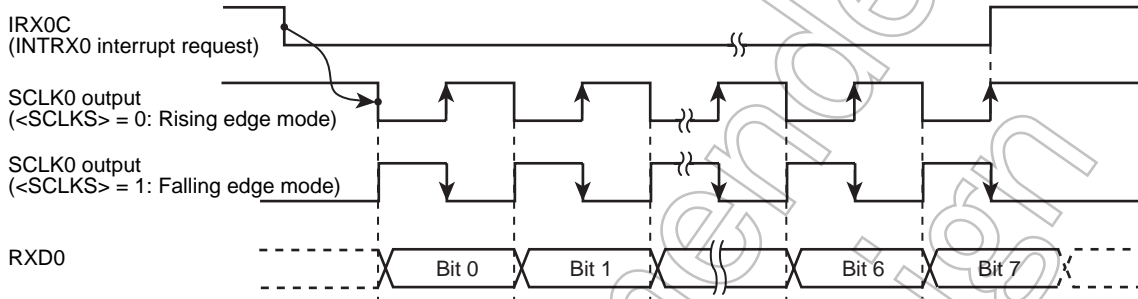 IRX0C
(INTRX0 interrupt request)
SCLK0 output
(<SCLKS> = 0: Rising edge mode)
SCLK0 output
(<SCLKS> = 1: Falling edge mode)
RXD0
Bit 0
Bit 1
Bit 6
Bit 7